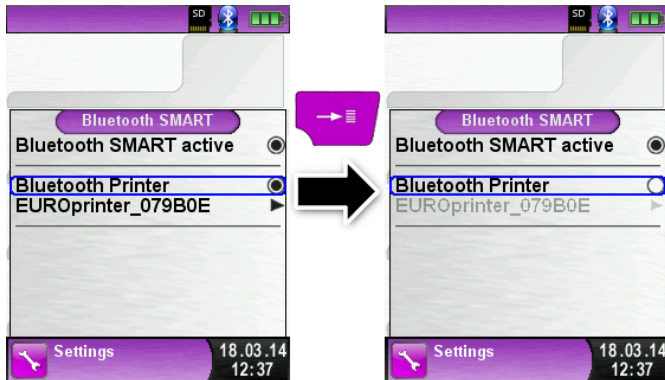 SD
Bluetooth SMART
Bluetooth SMART active
Bluetooth Printer
EUROprinter_079B0E
Settings
18.03.14
12:37
SD
Bluetooth SMART
Bluetooth SMART active
Bluetooth Printer
EUROprinter_079B0E
Settings
18.03.14
12:37